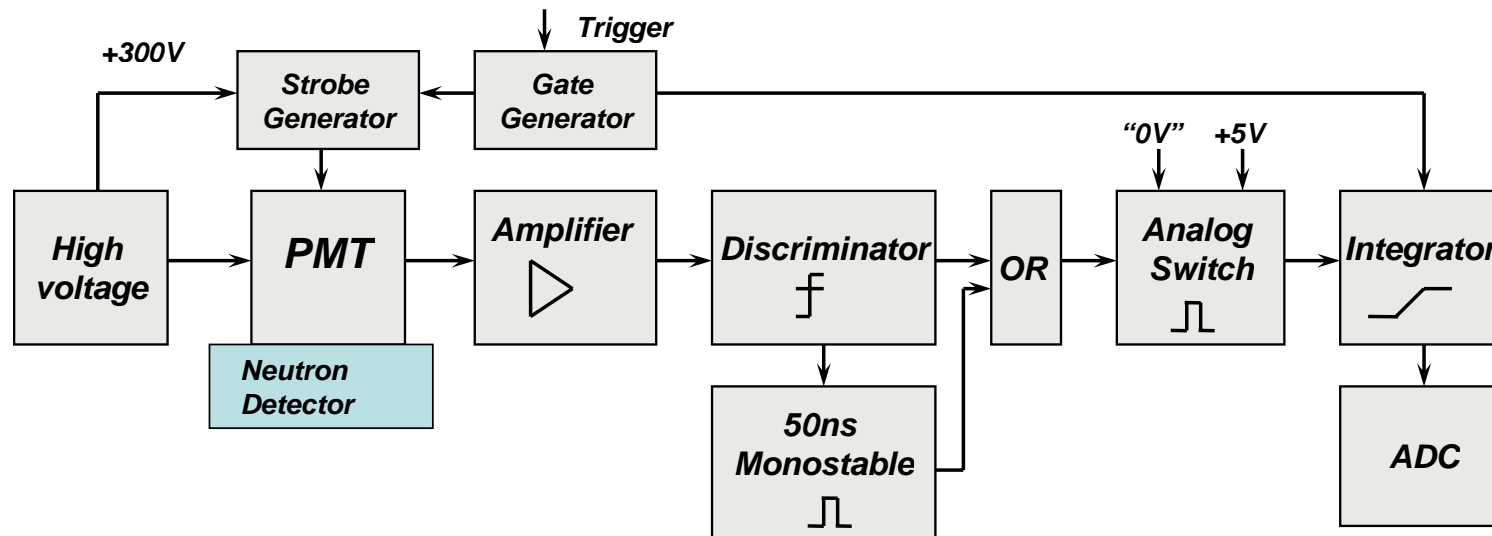 Trigger
+300V
Strobe
Generator
Gate
Generator
“0V” +5V
High
voltage
PMT
Amplifier
Discriminator
OR
Analog
Switch
Integrator
Neutron
Detector
50ns
Monostable
ADC